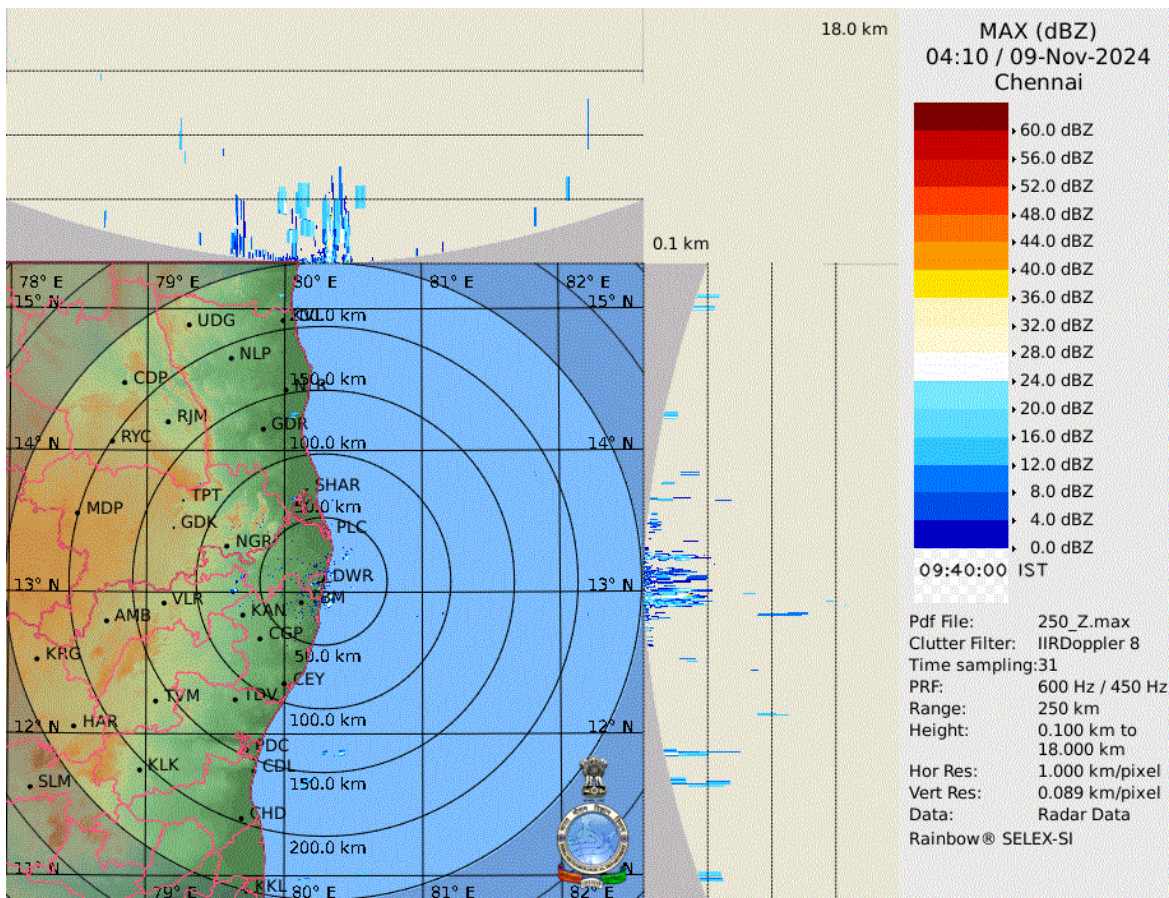 18.0 km
0.1 km
MAX (dBZ)
04:10 / 09-Nov-2024
Chennai
60.0 dBZ
56.0 dBZ
52.0 dBZ
48.0 dBZ
44.0 dBZ
40.0 dBZ
36.0 dBZ
32.0 dBZ
28.0 dBZ
24.0 dBZ
20.0 dBZ
16.0 dBZ
12.0 dBZ
8.0 dBZ
4.0 dBZ
0.0 dBZ
09:40:00 IST
Pdf File: 250_Z.max
Clutter Filter: IIRDoppler 8
Time sampling:31
PRF: 600 Hz / 450 Hz
Range: 250 km
Height: 0.100 km to
18.000 km
Hor Res: 1.000 km/pixel
Vert Res: 0.089 km/pixel
Data: Radar Data
Rainbow® SELEX-SI
78° E 79° E 80° E 81° E 82° E
15° N 15° N
UDG
NLP
CDP
150.0 km
RJM
GDR
RYC
100.0 km
14° N 14° N
SHAR
TPT
MDP
50.0 km
GDK
PLC
NGR
DWR
13° N 13° N
VLR
KAN
AMB
CGP
KRG
50.0 km
CEY
TVM
TDV
HAR
100.0 km
12° N 12° N
PDC
CDL
KLK
SLM
150.0 km
CHD
200.0 km
11° N 11° N
KKL
79° E 80° E 81° E 82° E